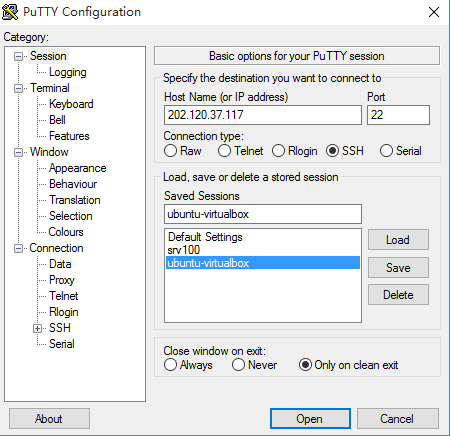 PuTTY Configuration
Category:
Session
Logging
Terminal
Keyboard
Bell
Features
Window
Appearance
Behaviour
Translation
Selection
Colours
Connection
Data
Proxy
Telnet
Rlogin
SSH
Serial
Basic options for your PuTTY session
Specify the destination you want to connect to
Host Name (or IP address) Port
202.120.37.117 22
Connection type:
Raw Telnet Rlogin SSH Serial
Load, save or delete a stored session
Saved Sessions
ubuntu-virtualbox
Default Settings
srv100
ubuntu-virtualbox
Load
Save
Delete
Close window on exit:
Always Never Only on clean exit
About Open Cancel